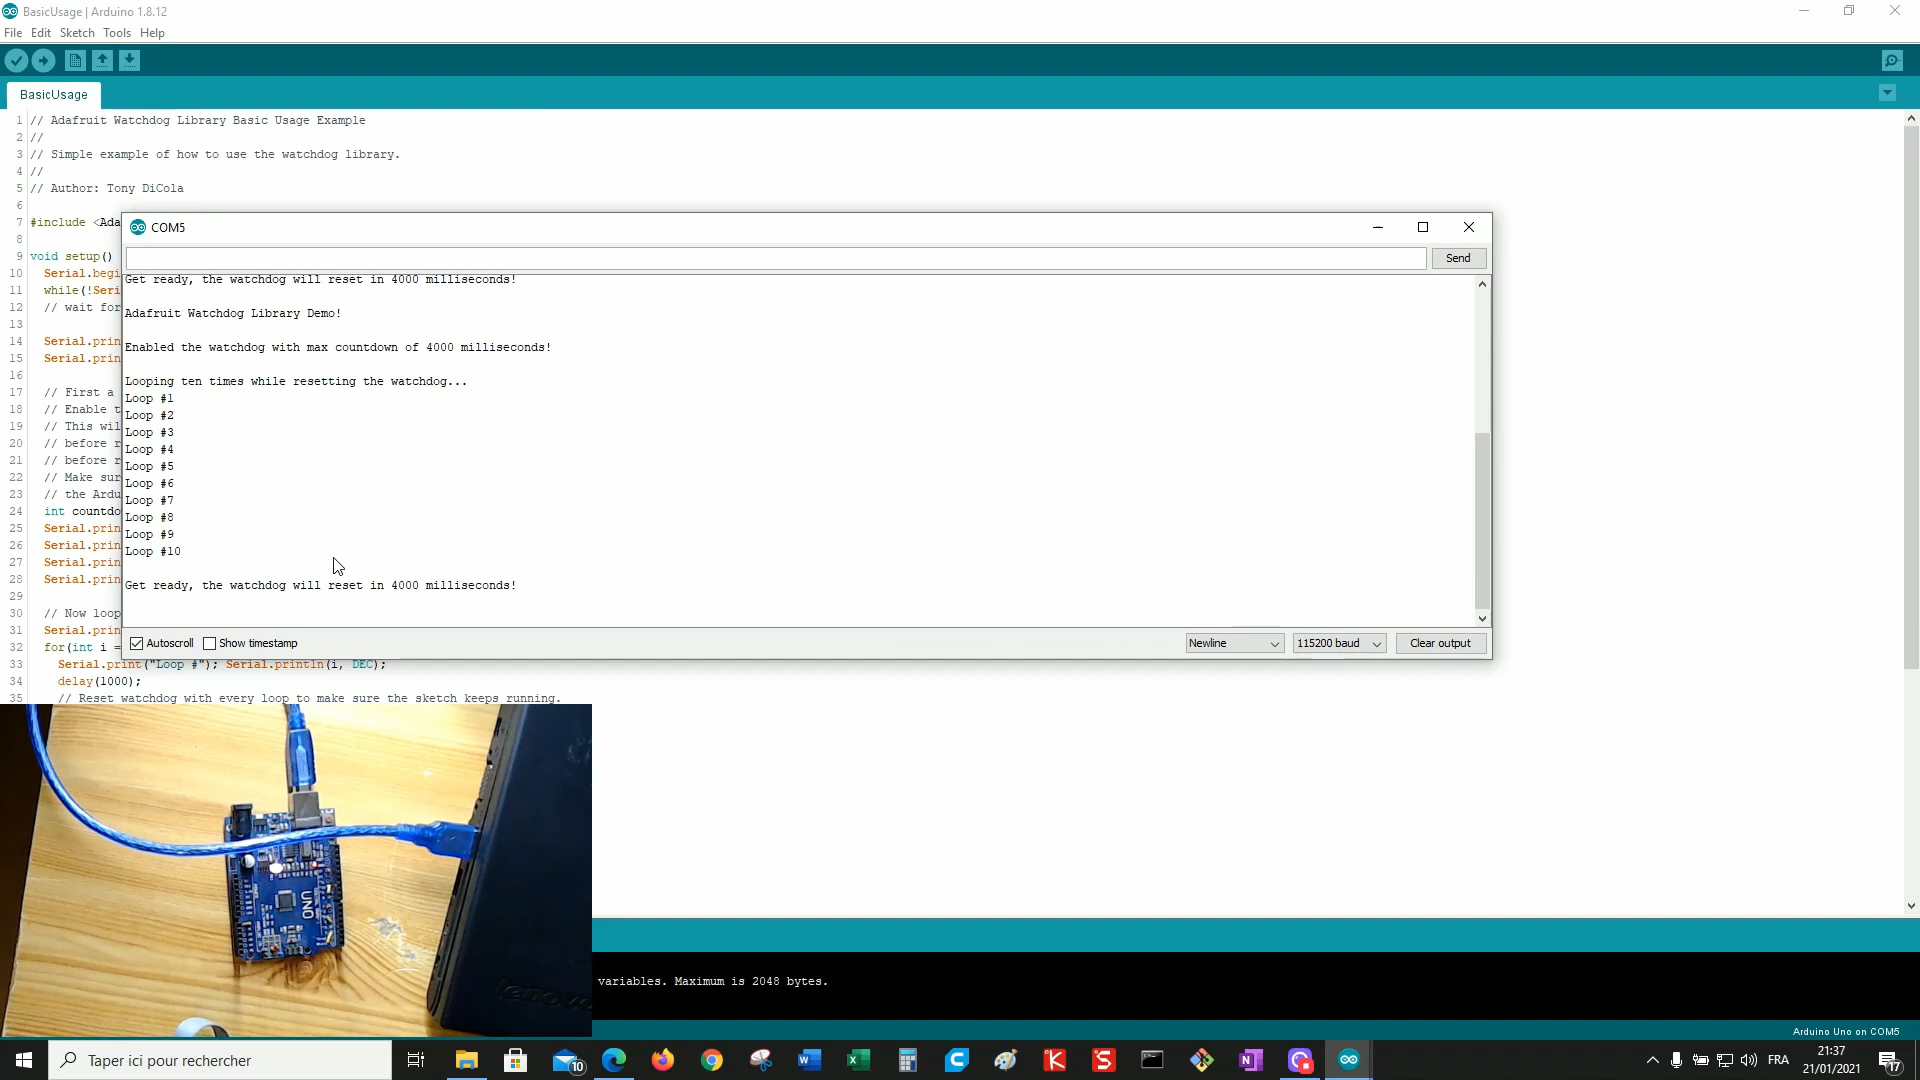 BasicUsage | Arduino 1.8.12
File Edit Sketch Tools Help
BasicUsage
1 // Adafruit Watchdog Library Basic Usage Example
2 //
3 // Simple example of how to use the watchdog library.
4 //
5 // Author: Tony DiCola
6
7 #include <Ada
8
9 void setup()
10 Serial.begi
11 while(!Seri
12 // wait for
13
14 Serial.prin
15 Serial.prin
16
17 // First a
18 // Enable t
19 // This wil
20 // before r
21 // before r
22 // Make sur
23 // the Ardu
24 int countdo
25 Serial.prin
26 Serial.prin
27 Serial.prin
28 Serial.prin
29
30 // Now loop
31 Serial.prin
32 for(int i =
33 Serial.print("Loop #"); Serial.println(i, DEC);
34 delay(1000);
35 // Reset watchdog with every loop to make sure the sketch keeps running.
COM5
Send
Get ready, the watchdog will reset in 4000 milliseconds!
Adafruit Watchdog Library Demo!
Enabled the watchdog with max countdown of 4000 milliseconds!
Looping ten times while resetting the watchdog...
Loop #1
Loop #2
Loop #3
Loop #4
Loop #5
Loop #6
Loop #7
Loop #8
Loop #9
Loop #10
Get ready, the watchdog will reset in 4000 milliseconds!
Autoscroll Show timestamp Newline 115200 baud Clear output
UNO
lenovo
variables. Maximum is 2048 bytes.
Arduino Uno on COM5
Taper ici pour rechercher
10
FRA
21:37
21/01/2021
17